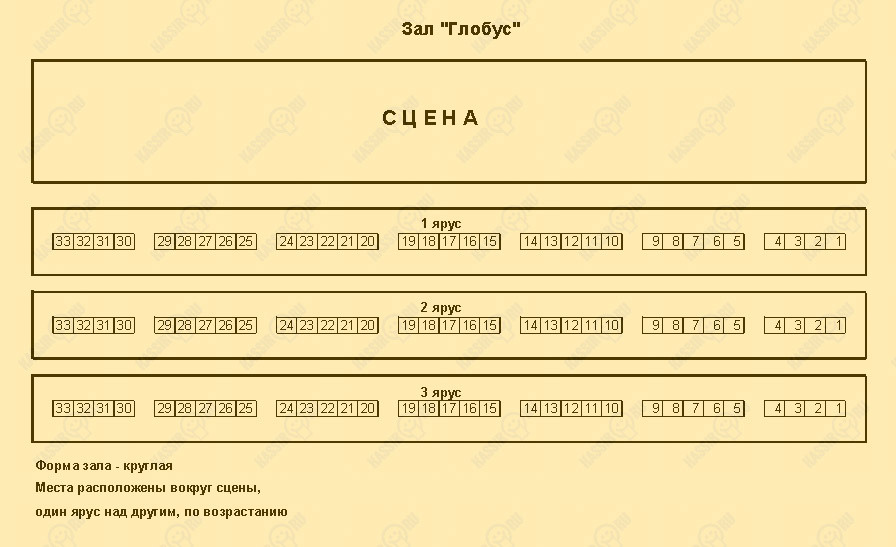 Зал "Глобус"
СЦЕНА
1 ярус
33 32 31 30 29 28 27 26 25 24 23 22 21 20 19 18 17 16 15 14 13 12 11 10 9 8 7 6 5 4 3 2 1
2 ярус
33 32 31 30 29 28 27 26 25 24 23 22 21 20 19 18 17 16 15 14 13 12 11 10 9 8 7 6 5 4 3 2 1
3 ярус
33 32 31 30 29 28 27 26 25 24 23 22 21 20 19 18 17 16 15 14 13 12 11 10 9 8 7 6 5 4 3 2 1
Форма зала - круглая
Места расположены вокруг сцены,
один ярус над другим, по возрастанию
KASSIR.RU